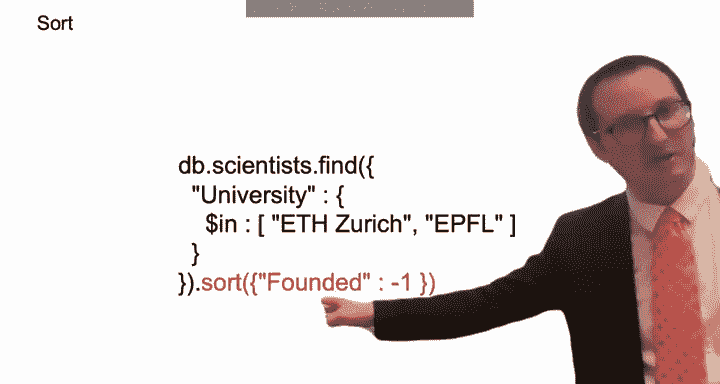 Sort
db.scientists.find({
"University" : {
$in : [ "ETH Zurich", "EPFL" ]
}
}).sort({"Founded" : -1 })